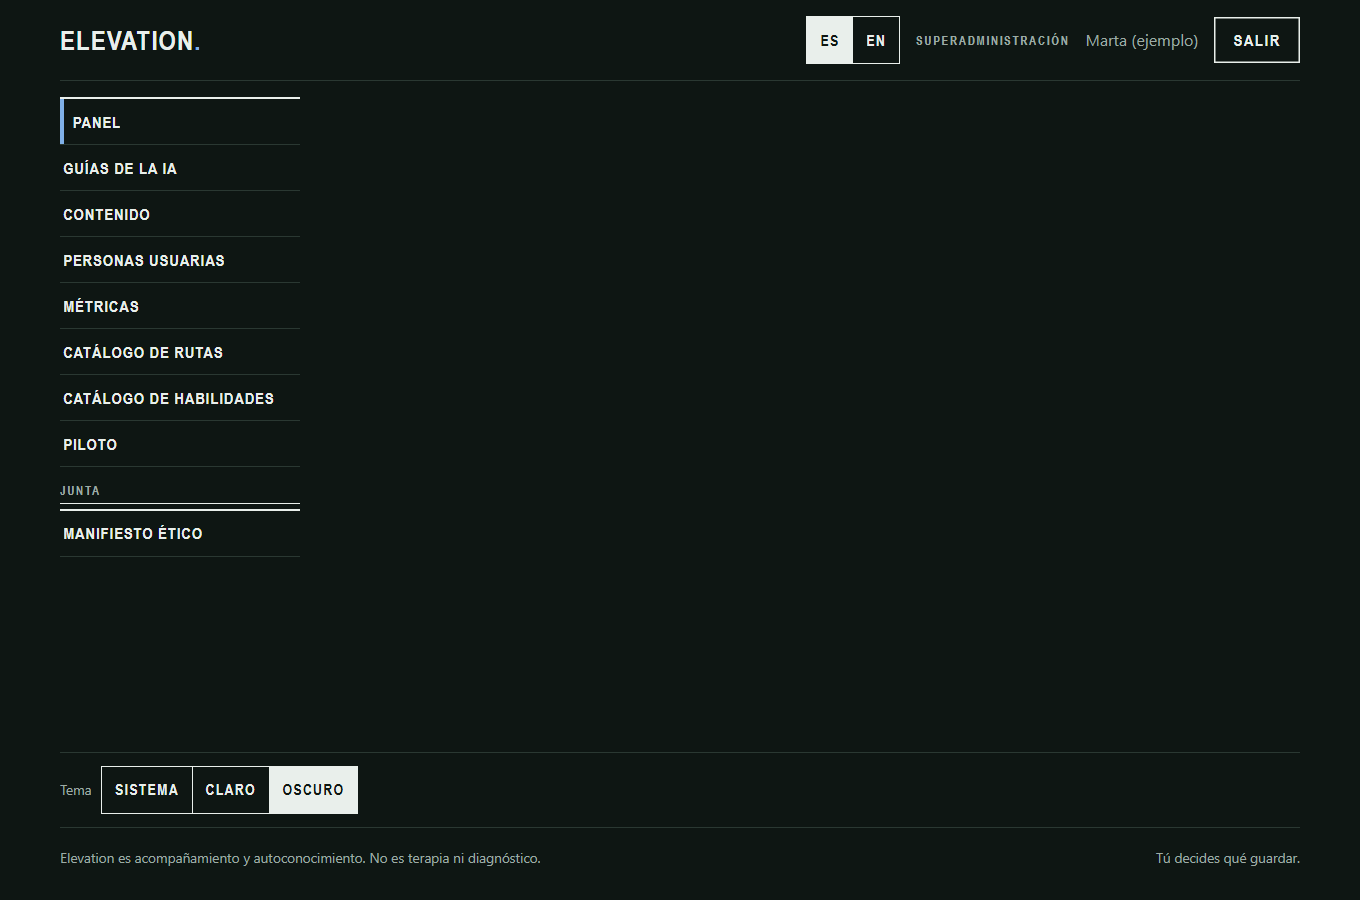 ELEVATION.
ES EN SUPERADMINISTRACIÓN Marta (ejemplo) SALIR
PANEL
GUÍAS DE LA IA
CONTENIDO
PERSONAS USUARIAS
MÉTRICAS
CATÁLOGO DE RUTAS
CATÁLOGO DE HABILIDADES
PILOTO
JUNTA
MANIFIESTO ÉTICO
Tema SISTEMA CLARO OSCURO
Elevation es acompañamiento y autoconocimiento. No es terapia ni diagnóstico.
Tú decides qué guardar.